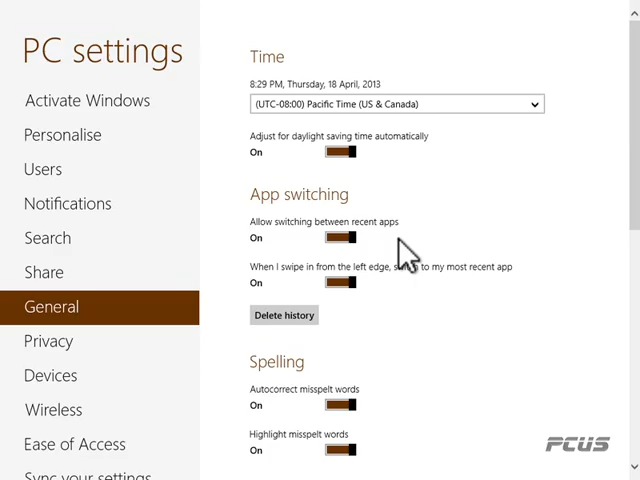 PC settings
Activate Windows
Personalise
Users
Notifications
Search
Share
General
Privacy
Devices
Wireless
Ease of Access
Sync your settings
Time
8:29 PM, Thursday, 18 April, 2013
(UTC-08:00) Pacific Time (US & Canada)
Adjust for daylight saving time automatically
On
App switching
Allow switching between recent apps
On
When I swipe in from the left edge, to my most recent app
On
Delete history
Spelling
Autocorrect misspelt words
On
Highlight misspelt words
On
PCUS